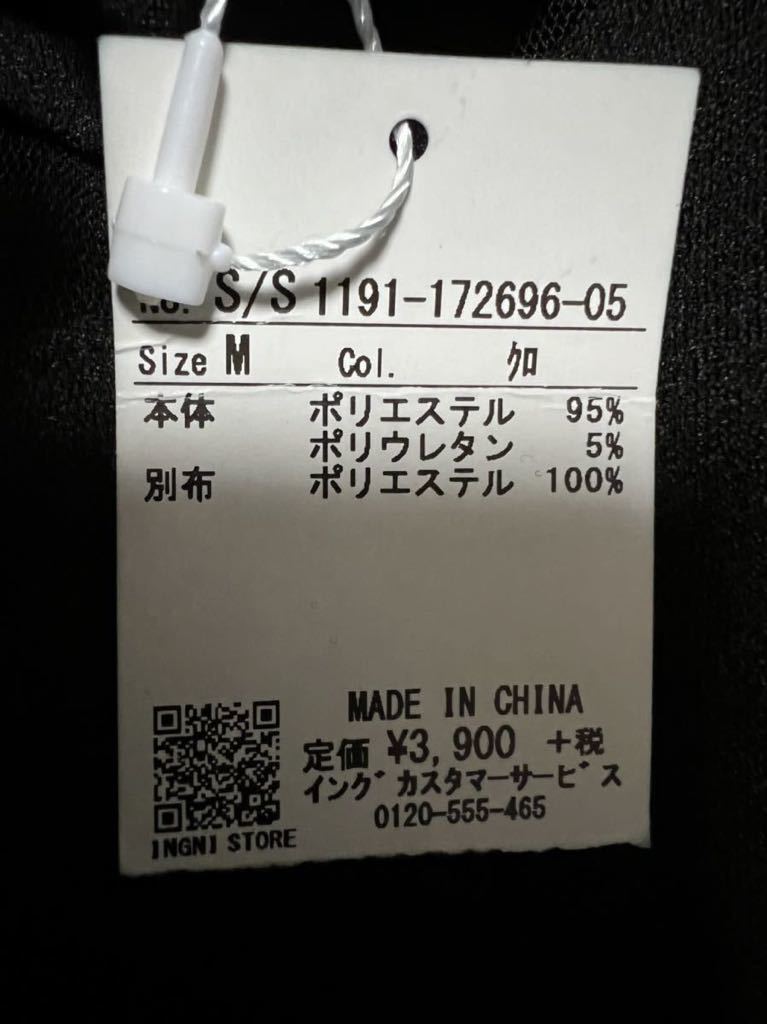 S/S 1191-172696-05
Size M Col. ｸﾛ
本体 ポリエステル 95%
ポリウレタン 5%
別布 ポリエステル 100%
MADE IN CHINA
定価 ¥3,900 +税
イングﾞカスタマーサービﾞス
0120-555-465
INGNI STORE